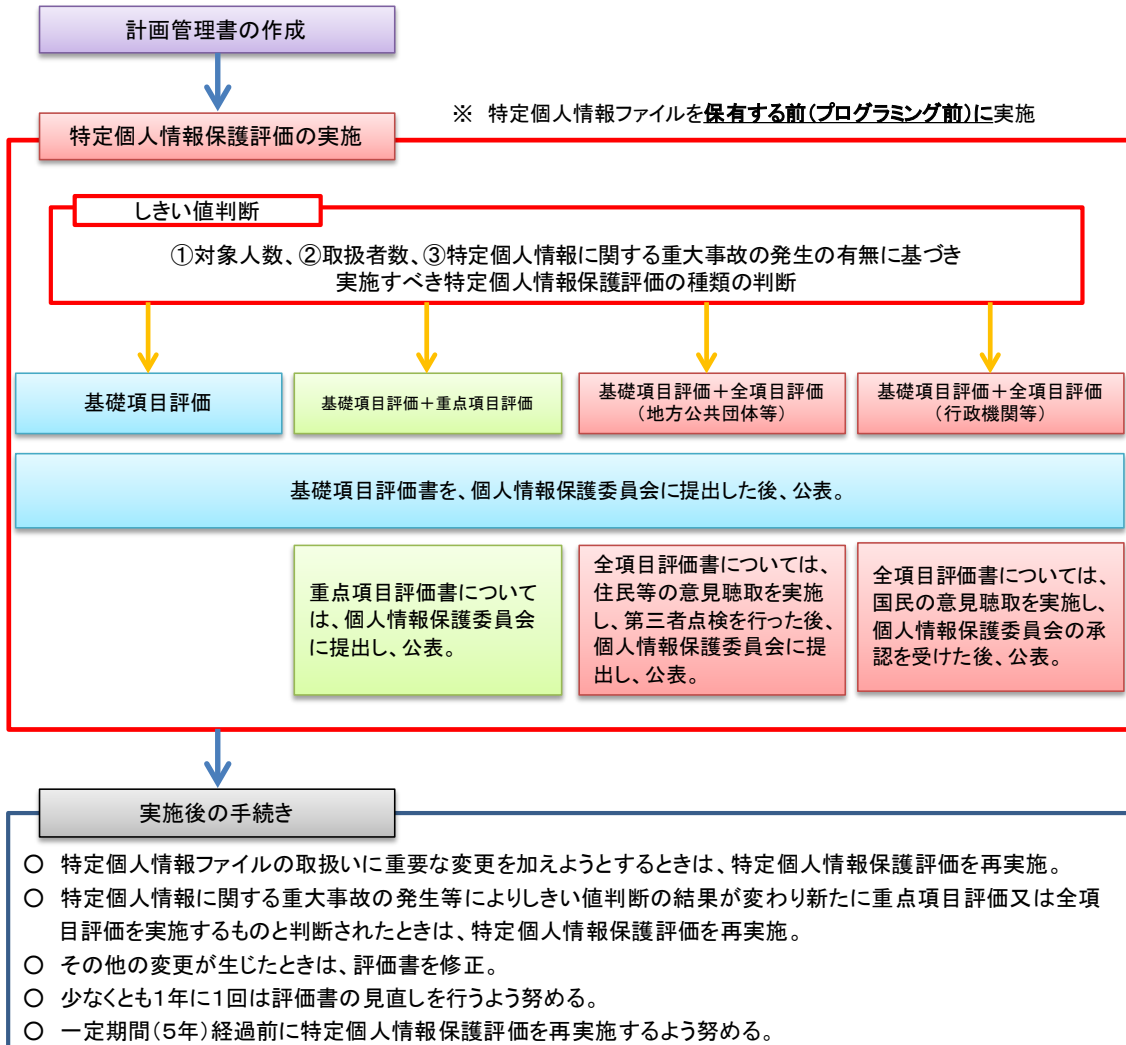 計画管理書の作成
※ 特定個人情報ファイルを保有する前(プログラミング前)に実施
特定個人情報保護評価の実施
しきい値判断
①対象人数、②取扱者数、③特定個人情報に関する重大事故の発生の有無に基づき
実施すべき特定個人情報保護評価の種類の判断
基礎項目評価
基礎項目評価+重点項目評価
基礎項目評価+全項目評価
(地方公共団体等)
基礎項目評価+全項目評価
(行政機関等)
基礎項目評価書を、個人情報保護委員会に提出した後、公表。
重点項目評価書について
は、個人情報保護委員会
に提出し、公表。
全項目評価書については、
住民等の意見聴取を実施
し、第三者点検を行った後、
個人情報保護委員会に提
出し、公表。
全項目評価書については、
国民の意見聴取を実施し、
個人情報保護委員会の承
認を受けた後、公表。
実施後の手続き
○ 特定個人情報ファイルの取扱いに重要な変更を加えようとするときは、特定個人情報保護評価を再実施。
○ 特定個人情報に関する重大事故の発生等によりしきい値判断の結果が変わり新たに重点項目評価又は全項
目評価を実施するものと判断されたときは、特定個人情報保護評価を再実施。
○ その他の変更が生じたときは、評価書を修正。
○ 少なくとも1年に1回は評価書の見直しを行うよう努める。
○ 一定期間(5年)経過前に特定個人情報保護評価を再実施するよう努める。